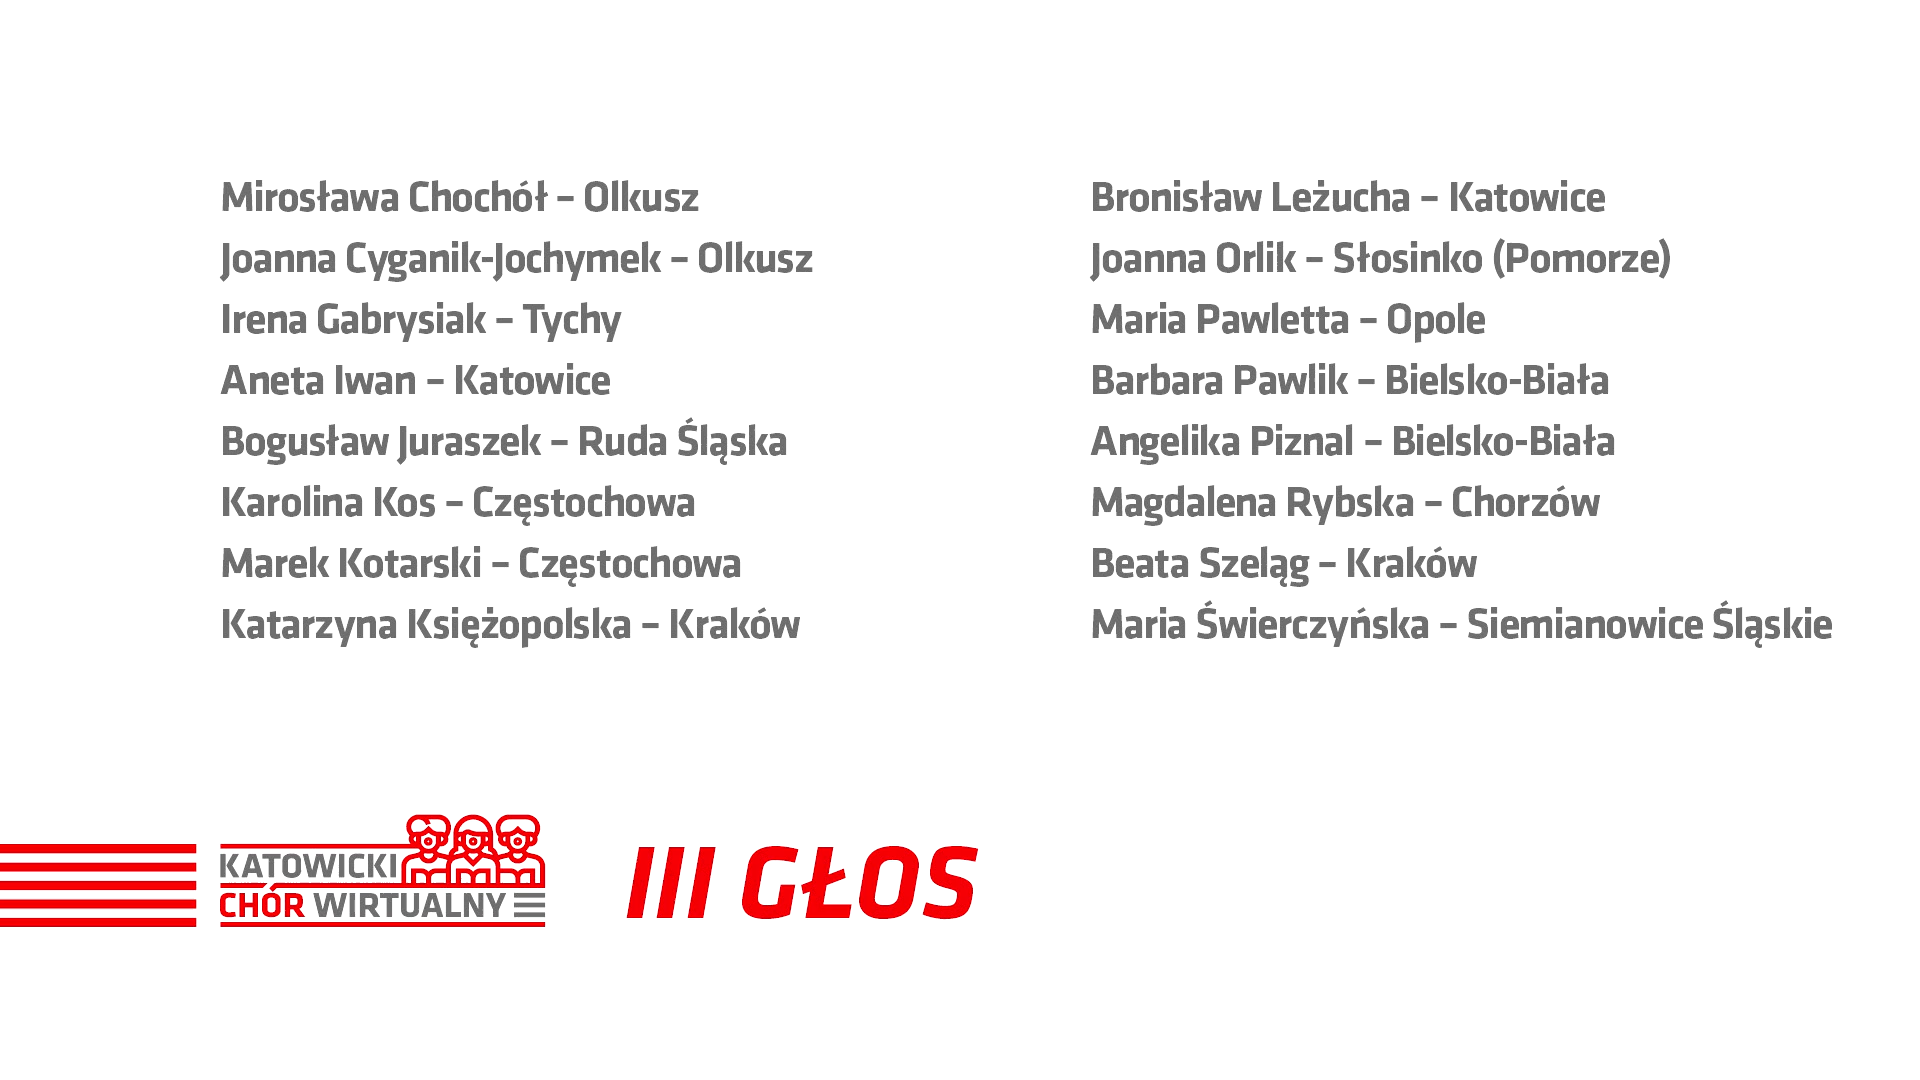 Mirosława Chochół – Olkusz
Joanna Cyganik-Jochymek – Olkusz
Irena Gabrysiak – Tychy
Aneta Iwan – Katowice
Bogusław Juraszek – Ruda Śląska
Karolina Kos – Częstochowa
Marek Kotarski – Częstochowa
Katarzyna Księżopolska – Kraków
Bronisław Leżucha – Katowice
Joanna Orlik – Słosinko (Pomorze)
Maria Pawletta – Opole
Barbara Pawlik – Bielsko-Biała
Angelika Piznal – Bielsko-Biała
Magdalena Rybska – Chorzów
Beata Szeląg – Kraków
Maria Świerczyńska – Siemianowice Śląskie
KATOWICKI
CHÓR WIRTUALNY
III GŁOS